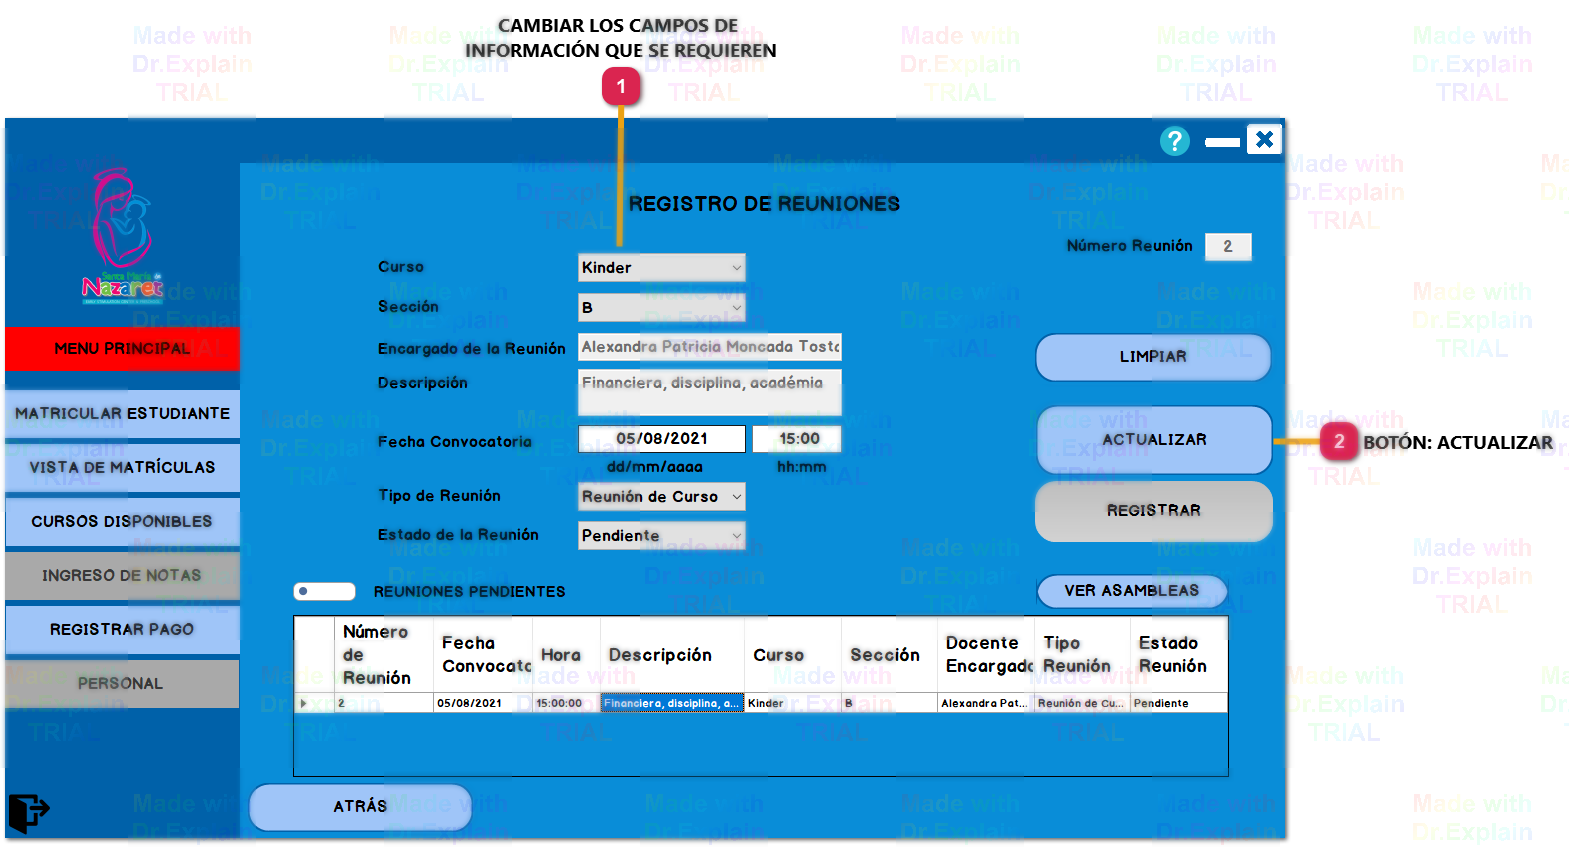 CAMBIAR LOS CAMPOS DE
INFORMACIÓN QUE SE REQUIEREN
1
?
Santa María de
Nazaret
REGISTRO DE REUNIONES
Número Reunión 2
Curso Kinder
Sección B
Encargado de la Reunión Alexandra Patricia Moncada Tosta
Descripción Financiera, disciplina, académia
Fecha Convocatoria 05/08/2021 15:00
dd/mm/aaaa hh:mm
Tipo de Reunión Reunión de Curso
Estado de la Reunión Pendiente
MENU PRINCIPAL
MATRICULAR ESTUDIANTE
VISTA DE MATRÍCULAS
CURSOS DISPONIBLES
INGRESO DE NOTAS
REGISTRAR PAGO
PERSONAL
LIMPIAR
ACTUALIZAR
2 BOTÓN: ACTUALIZAR
REGISTRAR
REUNIONES PENDIENTES
VER ASAMBLEAS
Número de Reunión Fecha Convocato Hora Descripción Curso Sección Docente Encargado Tipo Reunión Estado Reunión
2 05/08/2021 15:00:00 Financiera, disciplina, a... Kinder B Alexandra Pat... Reunión de Cu... Pendiente
ATRÁS
Made with
Dr.Explain
TRIAL